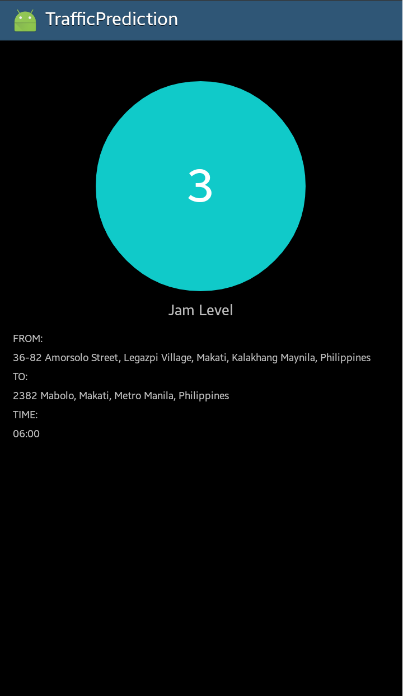 TrafficPrediction
3
Jam Level
FROM:
36-82 Amorsolo Street, Legazpi Village, Makati, Kalakhang Maynila, Philippines
TO:
2382 Mabolo, Makati, Metro Manila, Philippines
TIME:
06:00